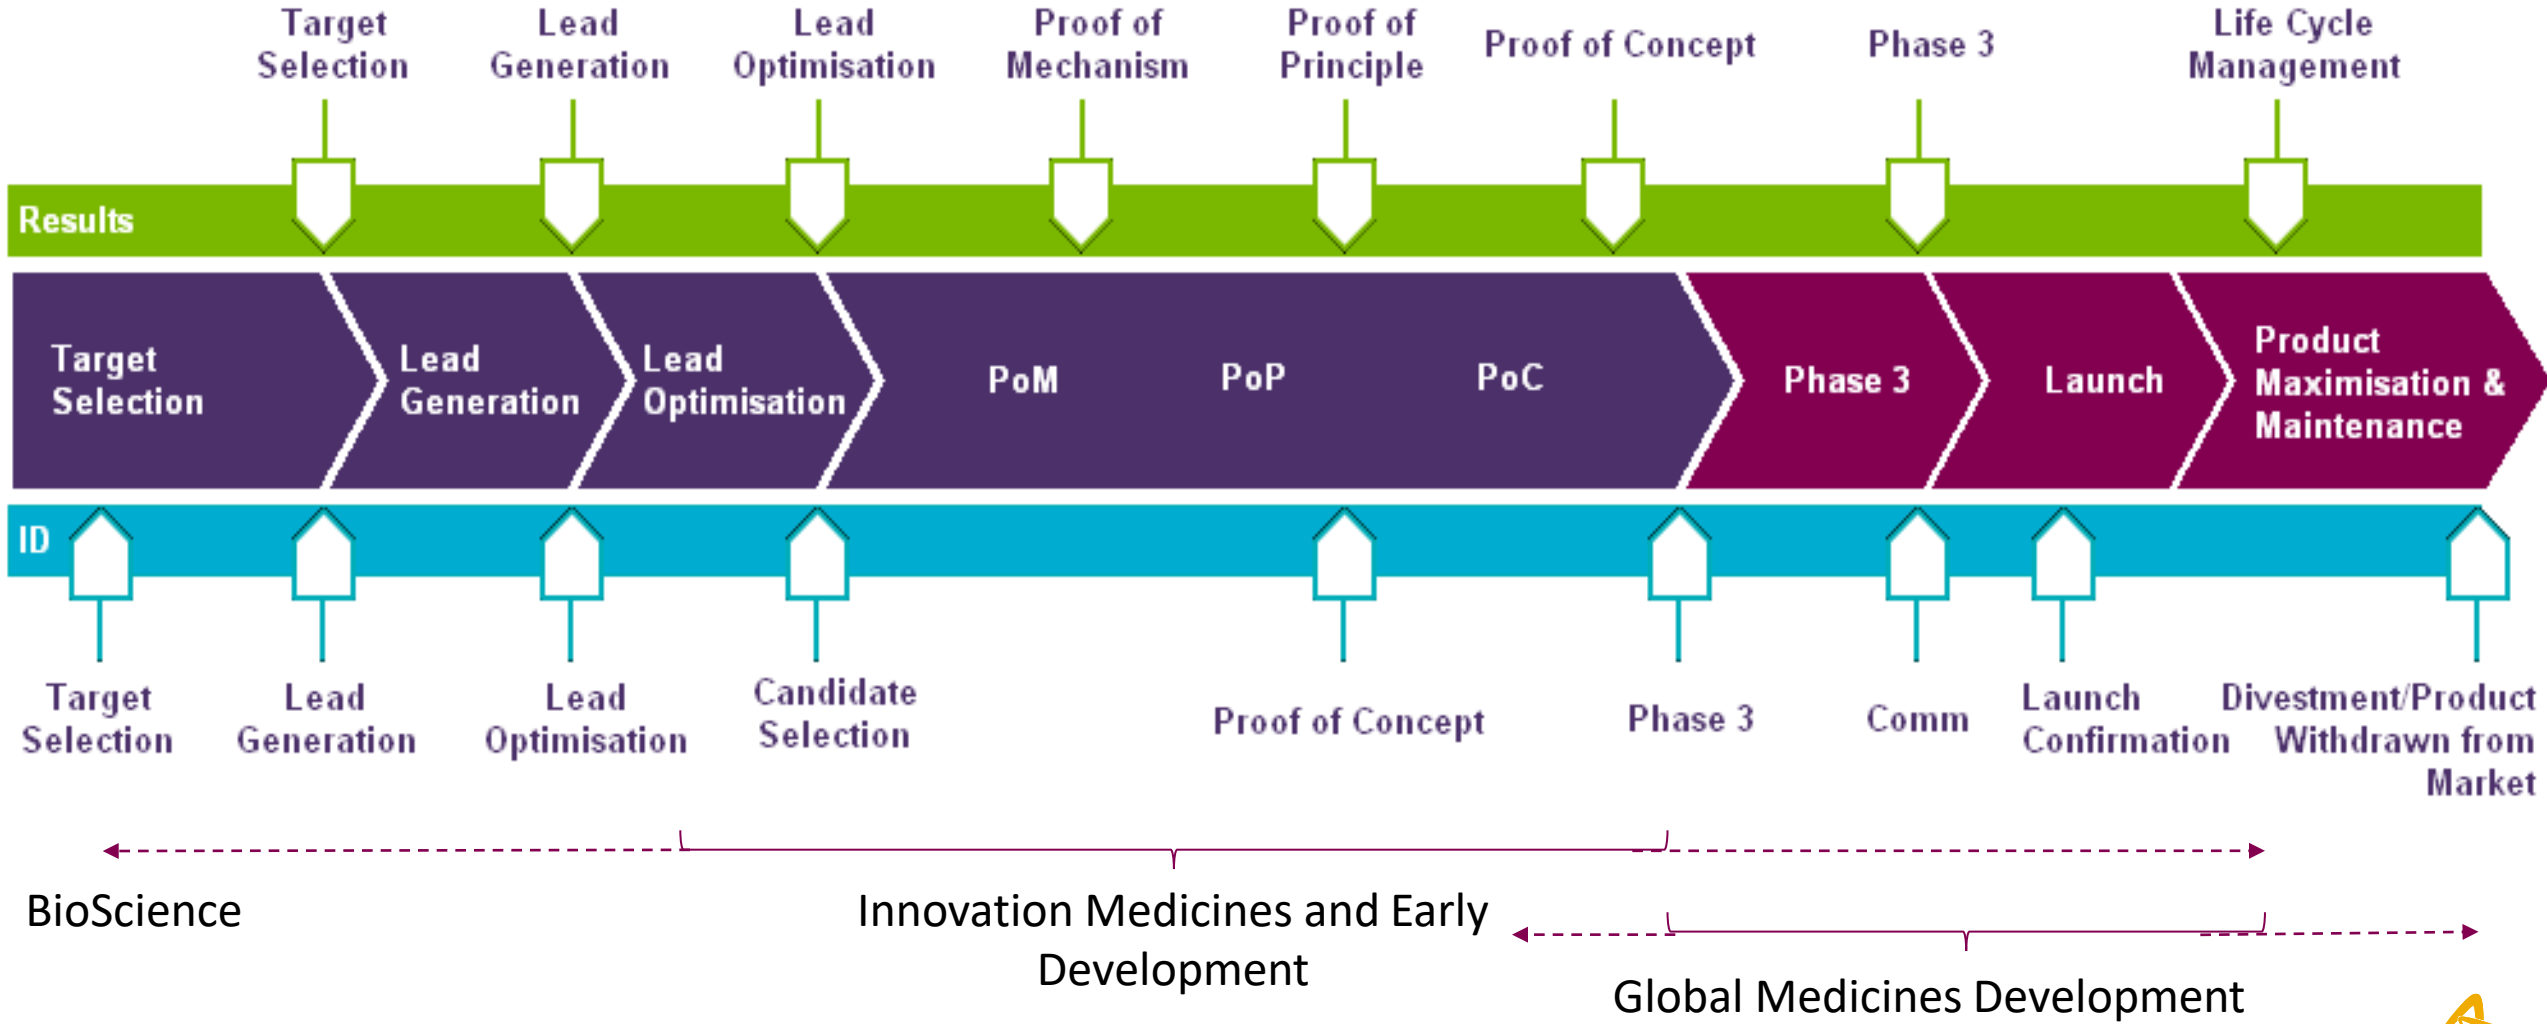 Target
Selection
Lead
Generation
Lead
Optimisation
Proof of
Mechanism
Proof of
Principle
Proof of Concept
Phase 3
Life Cycle
Management
Results
Target
Selection
Lead
Generation
Lead
Optimisation
PoM
PoP
PoC
Phase 3
Launch
Product
Maximisation &
Maintenance
ID
Target
Selection
Lead
Generation
Lead
Optimisation
Candidate
Selection
Proof of Concept
Phase 3
Comm
Launch
Confirmation
Divestment/Product
Withdrawn from
Market
BioScience
Innovation Medicines and Early
Development
Global Medicines Development